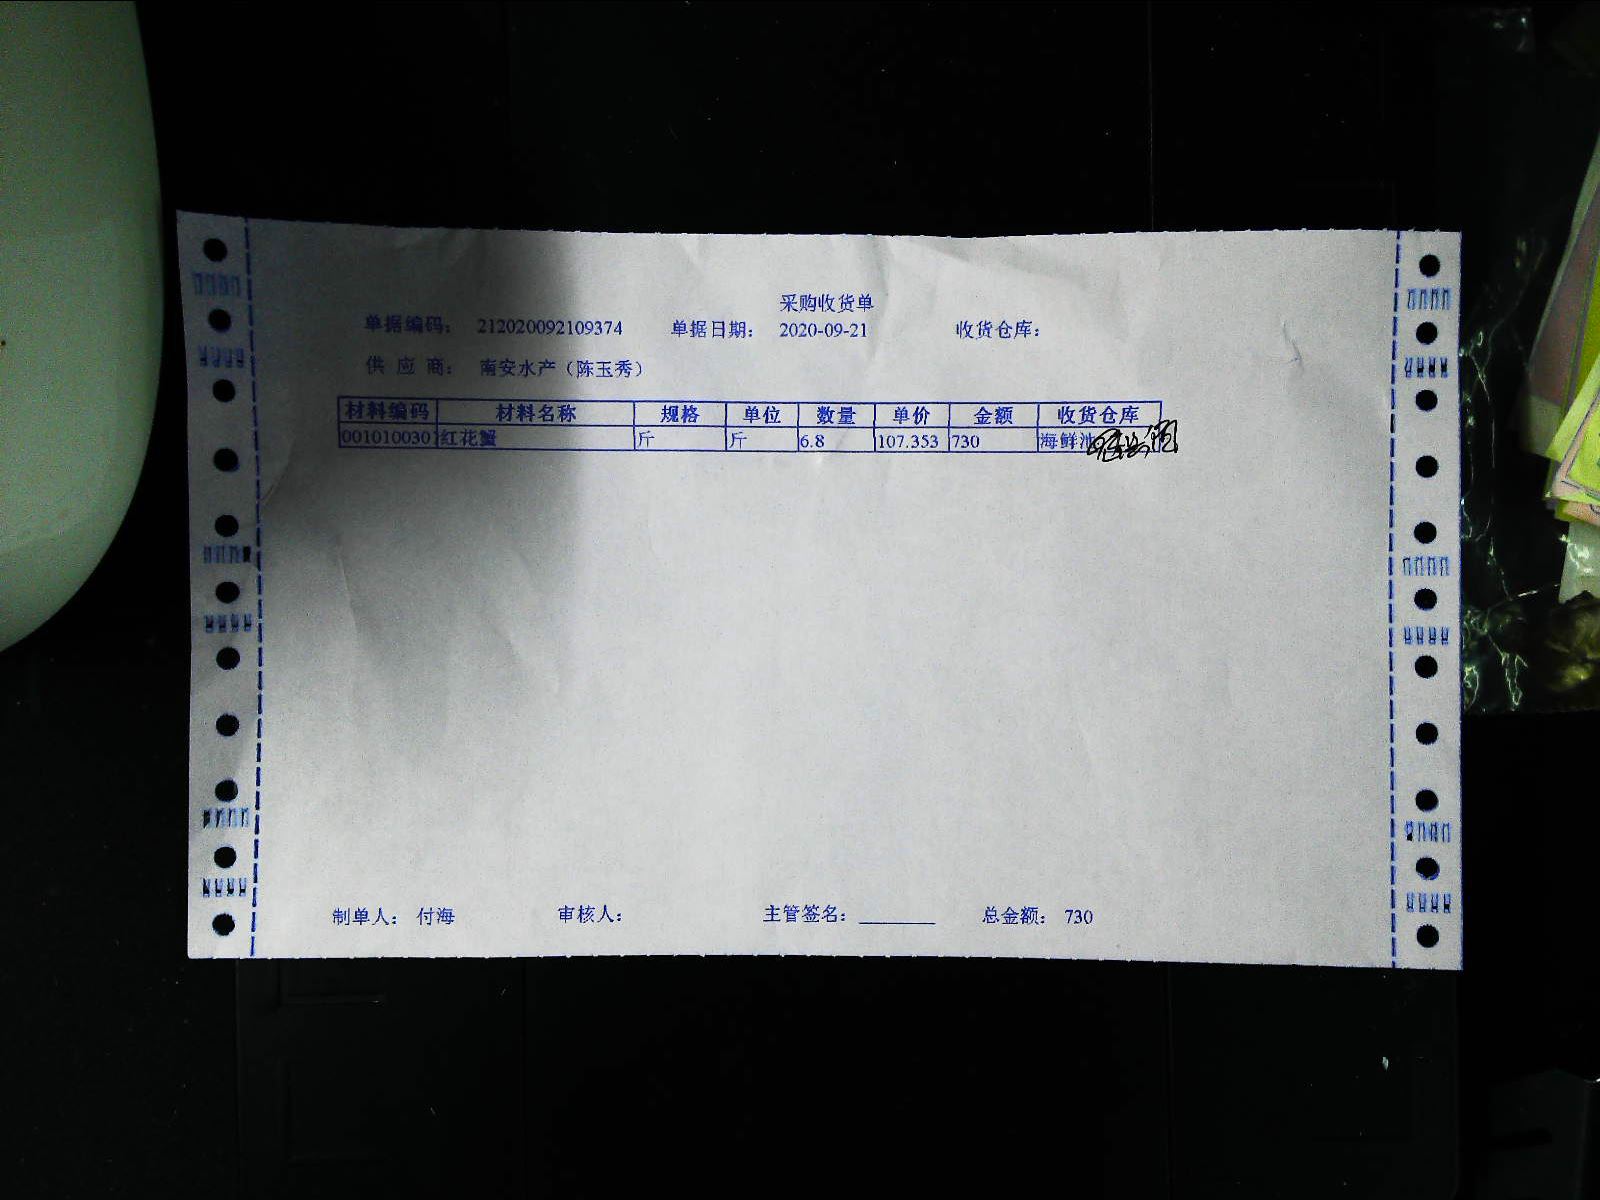 采购收货单
单据编码： 212020092109374 单据日期： 2020-09-21 收货仓库：
供应商： 南安水产（陈玉秀）
材料编码 材料名称 规格 单位 数量 单价 金额 收货仓库
0010100301 红花蟹 斤 斤 6.8 107.353 730 海鲜池
制单人： 付海 审核人： 主管签名： ________ 总金额： 730